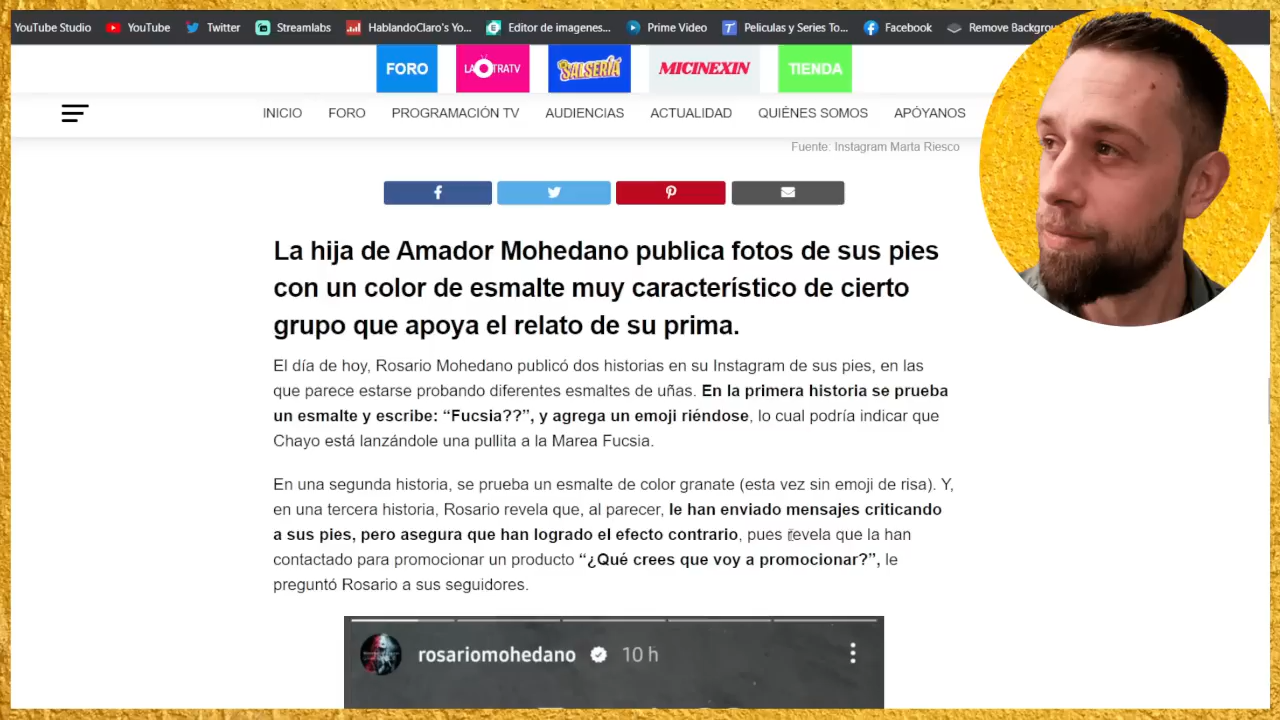 YouTube Studio YouTube Twitter Streamlabs HablandoClaro's Yo... Editor de imagenes... Prime Video Peliculas y Series To... Facebook Remove Backgrou
FORO LA OTRATV SALSERÍA MICINEXIN TIENDA
INICIO FORO PROGRAMACIÓN TV AUDIENCIAS ACTUALIDAD QUIÉNES SOMOS APÓYANOS
Fuente: Instagram Marta Riesco
La hija de Amador Mohedano publica fotos de sus pies
con un color de esmalte muy característico de cierto
grupo que apoya el relato de su prima.
El día de hoy, Rosario Mohedano publicó dos historias en su Instagram de sus pies, en las
que parece estarse probando diferentes esmaltes de uñas. En la primera historia se prueba
un esmalte y escribe: “Fucsia??”, y agrega un emoji riéndose, lo cual podría indicar que
Chayo está lanzándole una pullita a la Marea Fucsia.
En una segunda historia, se prueba un esmalte de color granate (esta vez sin emoji de risa). Y,
en una tercera historia, Rosario revela que, al parecer, le han enviado mensajes criticando
a sus pies, pero asegura que han logrado el efecto contrario, pues revela que la han
contactado para promocionar un producto “¿Qué crees que voy a promocionar?”, le
preguntó Rosario a sus seguidores.
rosariomohedano 10 h